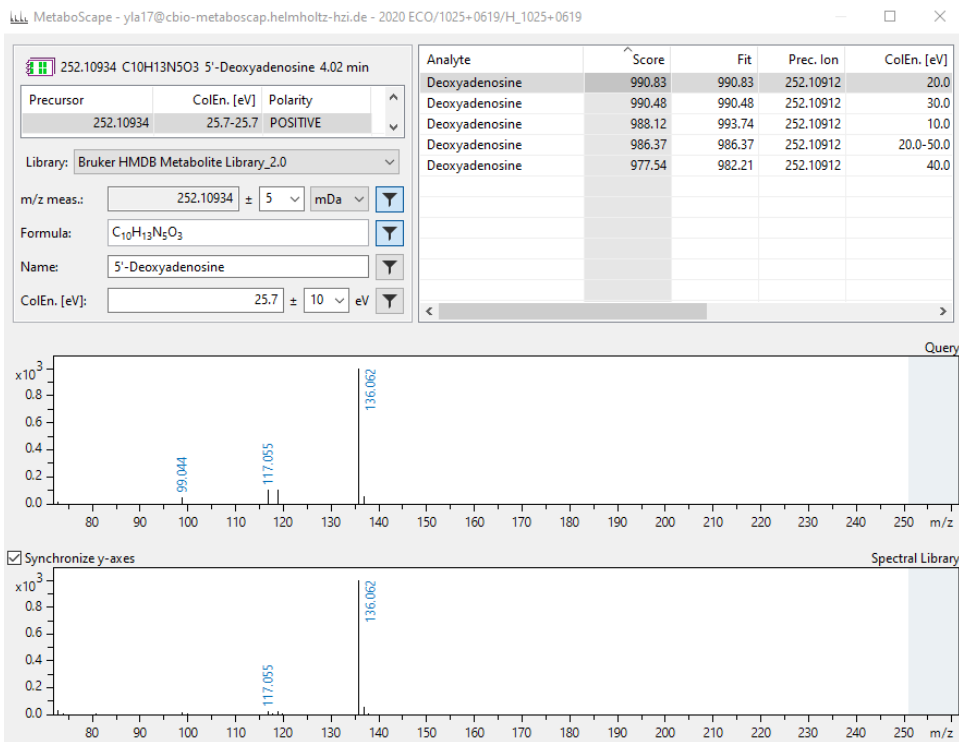 MetaboScape - yla17@cbio-metaboscap.helmholtz-hzi.de - 2020 ECO/1025+0619/H_1025+0619
252.10934 C10H13N5O3 5'-Deoxyadenosine 4.02 min
Precursor ColEn. [eV] Polarity
252.10934 25.7-25.7 POSITIVE
Library: Bruker HMDB Metabolite Library_2.0
m/z meas.: 252.10934 ± 5 mDa
Formula: C₁₀H₁₃N₅O₃
Name: 5'-Deoxyadenosine
ColEn. [eV]: 25.7 ± 10 eV
Analyte Score Fit Prec. Ion ColEn. [eV]
Deoxyadenosine 990.83 990.83 252.10912 20.0
Deoxyadenosine 990.48 990.48 252.10912 30.0
Deoxyadenosine 988.12 993.74 252.10912 10.0
Deoxyadenosine 986.37 986.37 252.10912 20.0-50.0
Deoxyadenosine 977.54 982.21 252.10912 40.0
Query
x10³
0.8
0.6
0.4
0.2
0.0
99.044
117.055
136.062
80 90 100 110 120 130 140 150 160 170 180 190 200 210 220 230 240 250 m/z
Synchronize y-axes Spectral Library
x10³
0.8
0.6
0.4
0.2
0.0
117.055
136.062
80 90 100 110 120 130 140 150 160 170 180 190 200 210 220 230 240 250 m/z